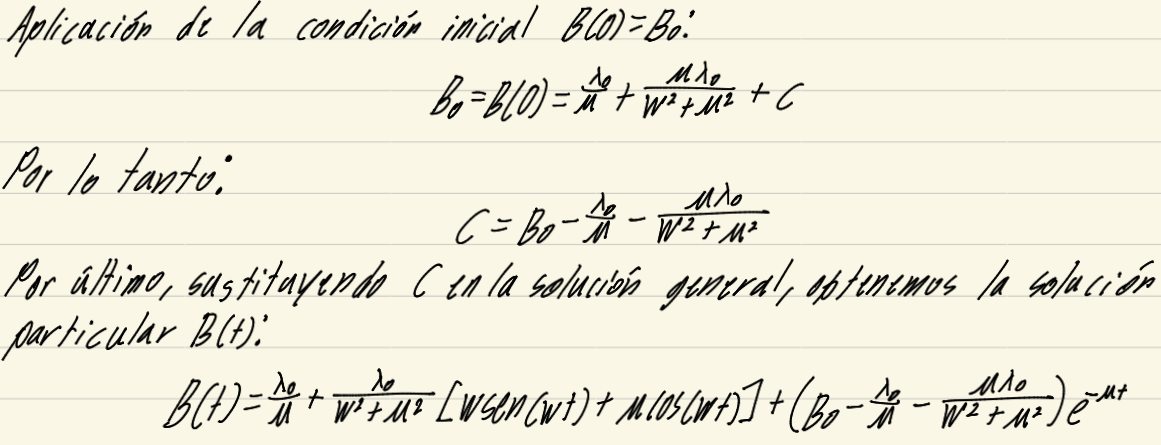 Aplicación de la condición inicial B(0)=B₀:
B₀=B(0)=λ₀/μ + μλ₀/(w²+μ²) + C
Por lo tanto:
C = B₀ - λ₀/μ - μλ₀/(w²+μ²)
Por último, sustituyendo C en la solución general, obtenemos la solución
particular B(t):
B(t)=λ₀/μ + λ₀/(w²+μ²) [wsen(wt)+μcos(wt)] + (B₀ - λ₀/μ - μλ₀/(w²+μ²)) e^(-μt)